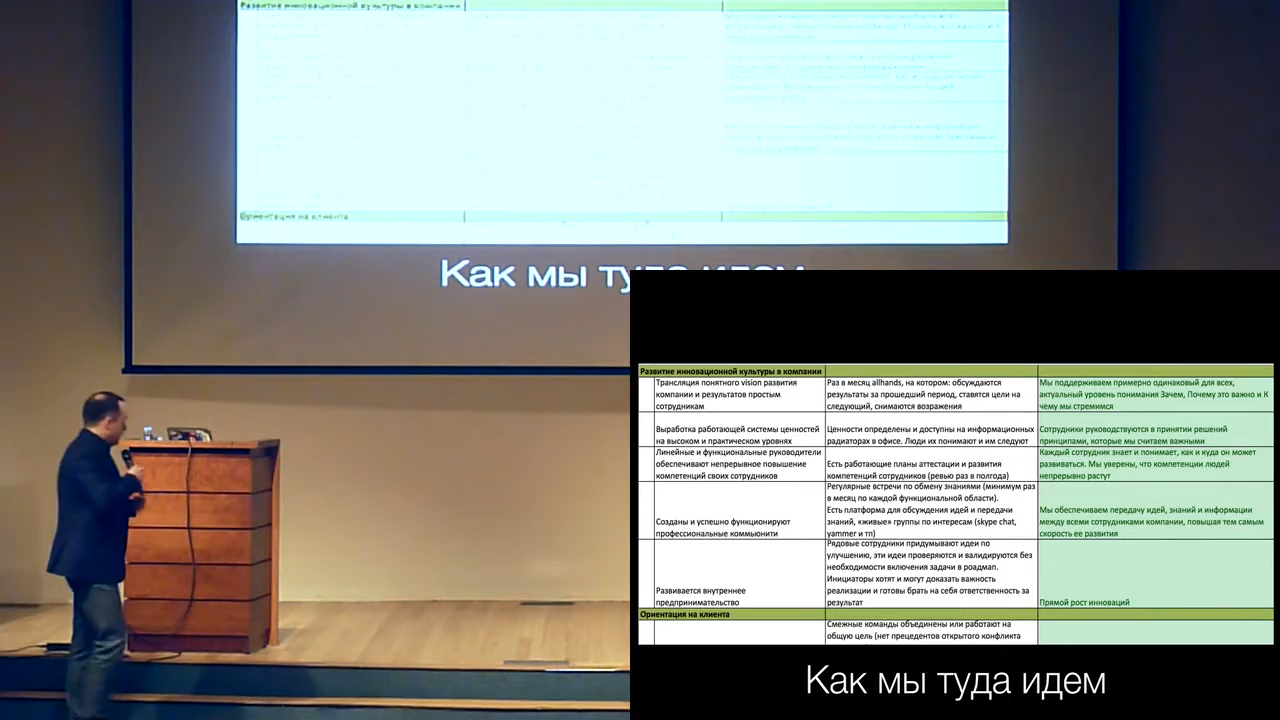 Развитие инновационной культуры в компании
Ориентация на клиента
Как мы туда идем
Развитие инновационной культуры в компании
Трансляция понятного vision развития
компании и результатов простым
сотрудникам
Раз в месяц allhands, на котором: обсуждаются
результаты за прошедший период, ставятся цели на
следующий, снимаются возражения
Мы поддерживаем примерно одинаковый для всех,
актуальный уровень понимания Зачем, Почему это важно и К
чему мы стремимся
Выработка работающей системы ценностей
на высоком и практическом уровнях
Ценности определены и доступны на информационных
радиаторах в офисе. Люди их понимают и им следуют
Сотрудники руководствуются в принятии решений
принципами, которые мы считаем важными
Линейные и функциональные руководители
обеспечивают непрерывное повышение
компетенций своих сотрудников
Есть работающие планы аттестации и развития
компетенций сотрудников (ревью раз в полгода)
Каждый сотрудник знает и понимает, как и куда он может
развиваться. Мы уверены, что компетенции людей
непрерывно растут
Созданы и успешно функционируют
профессиональные коммьюнити
Регулярные встречи по обмену знаниями (минимум раз
в месяц по каждой функциональной области).
Есть платформа для обсуждения идей и передачи
знаний, «живые» группы по интересам (skype chat,
yammer и тп)
Мы обеспечиваем передачу идей, знаний и информации
между всеми сотрудниками компании, повышая тем самым
скорость ее развития
Развивается внутреннее
предпринимательство
Рядовые сотрудники придумывают идеи по
улучшению, эти идеи проверяются и валидируются без
необходимости включения задачи в роадмап.
Инициаторы хотят и могут доказать важность
реализации и готовы брать на себя ответственность за
результат
Прямой рост инноваций
Ориентация на клиента
Смежные команды объединены или работают на
общую цель (нет прецедентов открытого конфликта
Как мы туда идем